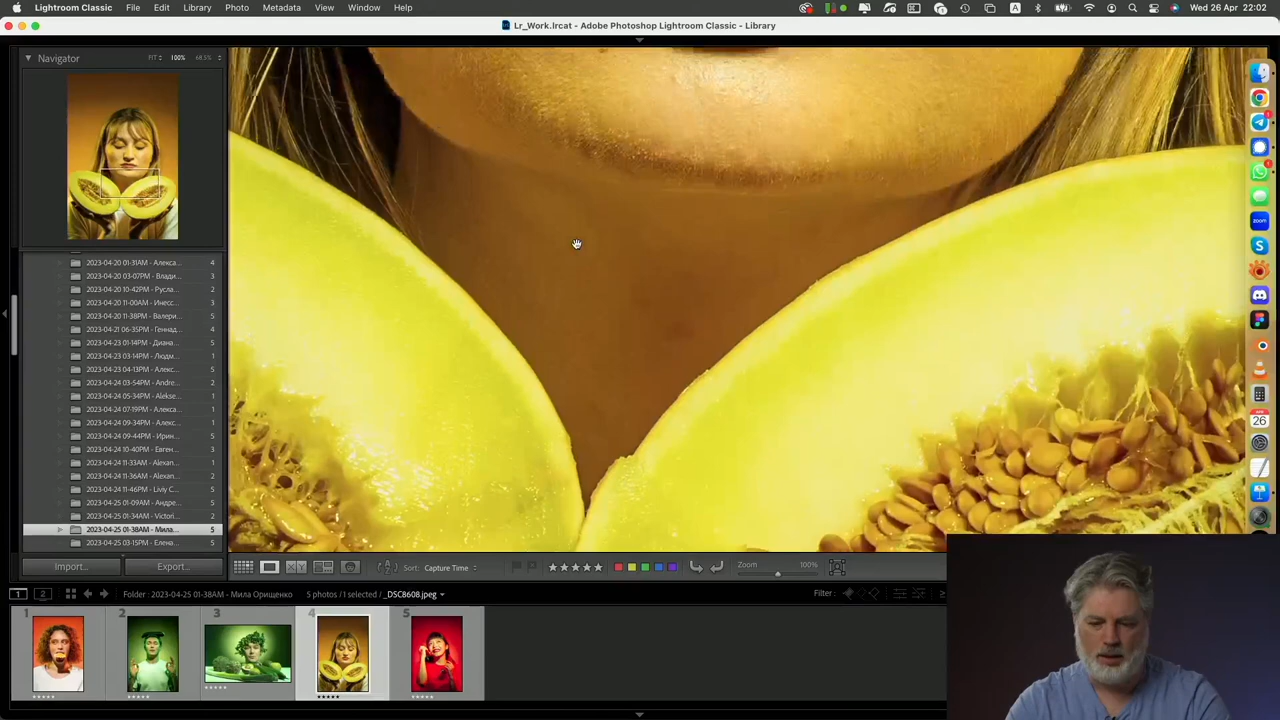 Lightroom Classic File Edit Library Photo Metadata View Window Help
A
Wed 26 Apr 22:02
Lr_Work.lrcat - Adobe Photoshop Lightroom Classic - Library
Navigator
FIT 100%
2023-04-20 01-31AM - Алекса... 4
2023-04-20 03-07PM - Влади... 3
2023-04-20 10-42PM - Русла... 2
2023-04-20 11-00AM - Инесс... 3
2023-04-20 11-38PM - Валери... 5
2023-04-21 06-35PM - Геннад... 4
2023-04-23 01-14PM - Диана... 5
2023-04-23 03-14PM - Людм... 1
2023-04-23 04-13PM - Алекс... 5
2023-04-24 03-54PM - Andre... 2
2023-04-24 05-34PM - Alekse... 1
2023-04-24 07-19PM - Алекса... 1
2023-04-24 09-34PM - Алекс... 1
2023-04-24 09-44PM - Ирин... 5
2023-04-24 10-40PM - Евген... 3
2023-04-24 11-33AM - Alexan... 1
2023-04-24 11-36AM - Alexan... 2
2023-04-24 11-46PM - Liviy C... 5
2023-04-25 01-09AM - Андре... 5
2023-04-25 01-34AM - Victori... 2
2023-04-25 01-38AM - Мила... 5
2023-04-25 03-15PM - Елена... 5
zoom
26
Import... Export...
Sort: Capture Time
Zoom 100%
1 2
Folder : 2023-04-25 01-38AM - Мила Орищенко 5 photos / 1 selected / _DSC8608.jpeg
Filter :
1 2 3 4 5